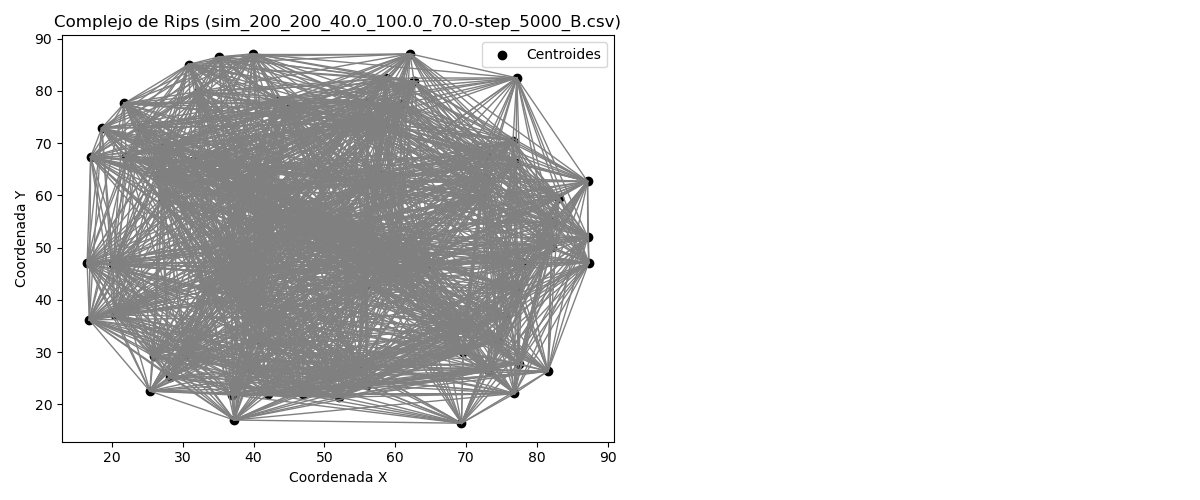 Complejo de Rips (sim_200_200_40.0_100.0_70.0-step_5000_B.csv)
90
80
70
60
50
40
30
20
Coordenada Y
Centroides
20 30 40 50 60 70 80 90
Coordenada X